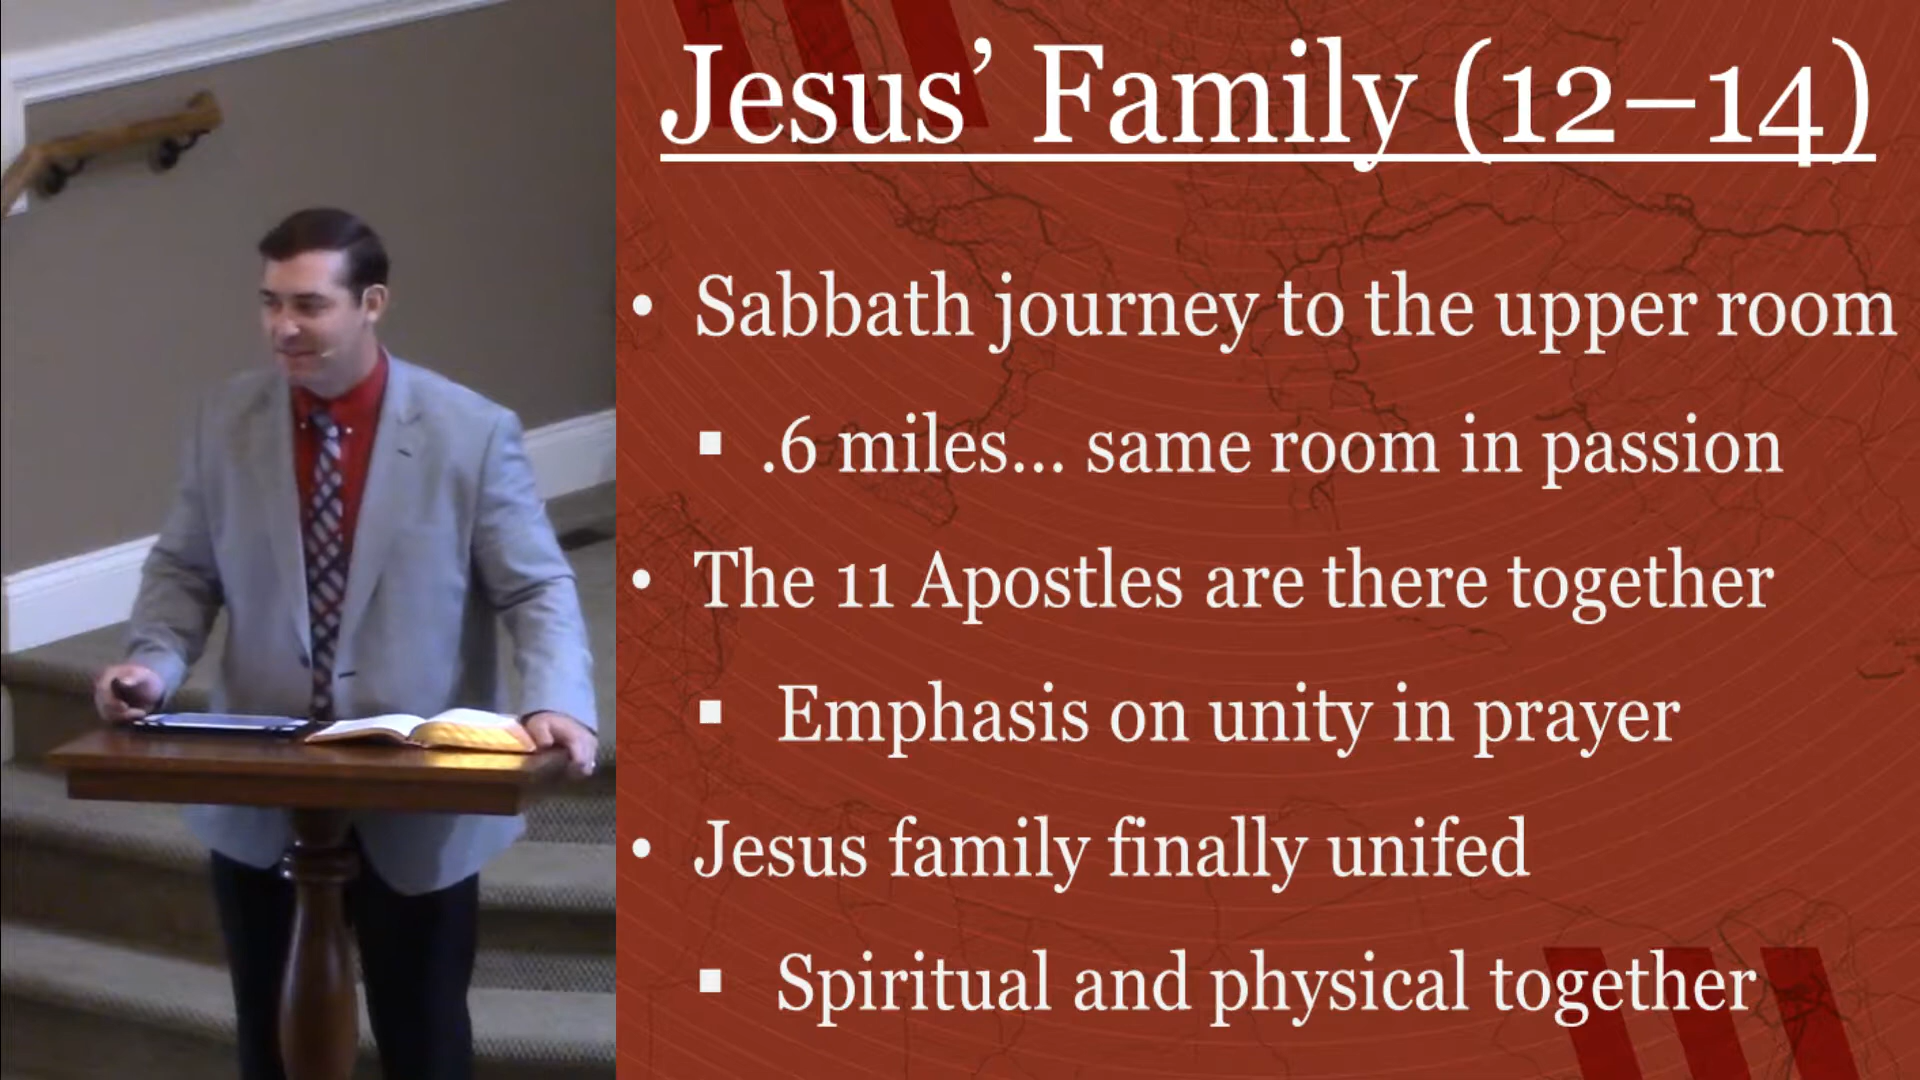 Jesus’ Family (12–14)
• Sabbath journey to the upper room
▪ .6 miles... same room in passion
• The 11 Apostles are there together
▪ Emphasis on unity in prayer
• Jesus family finally unifed
▪ Spiritual and physical together